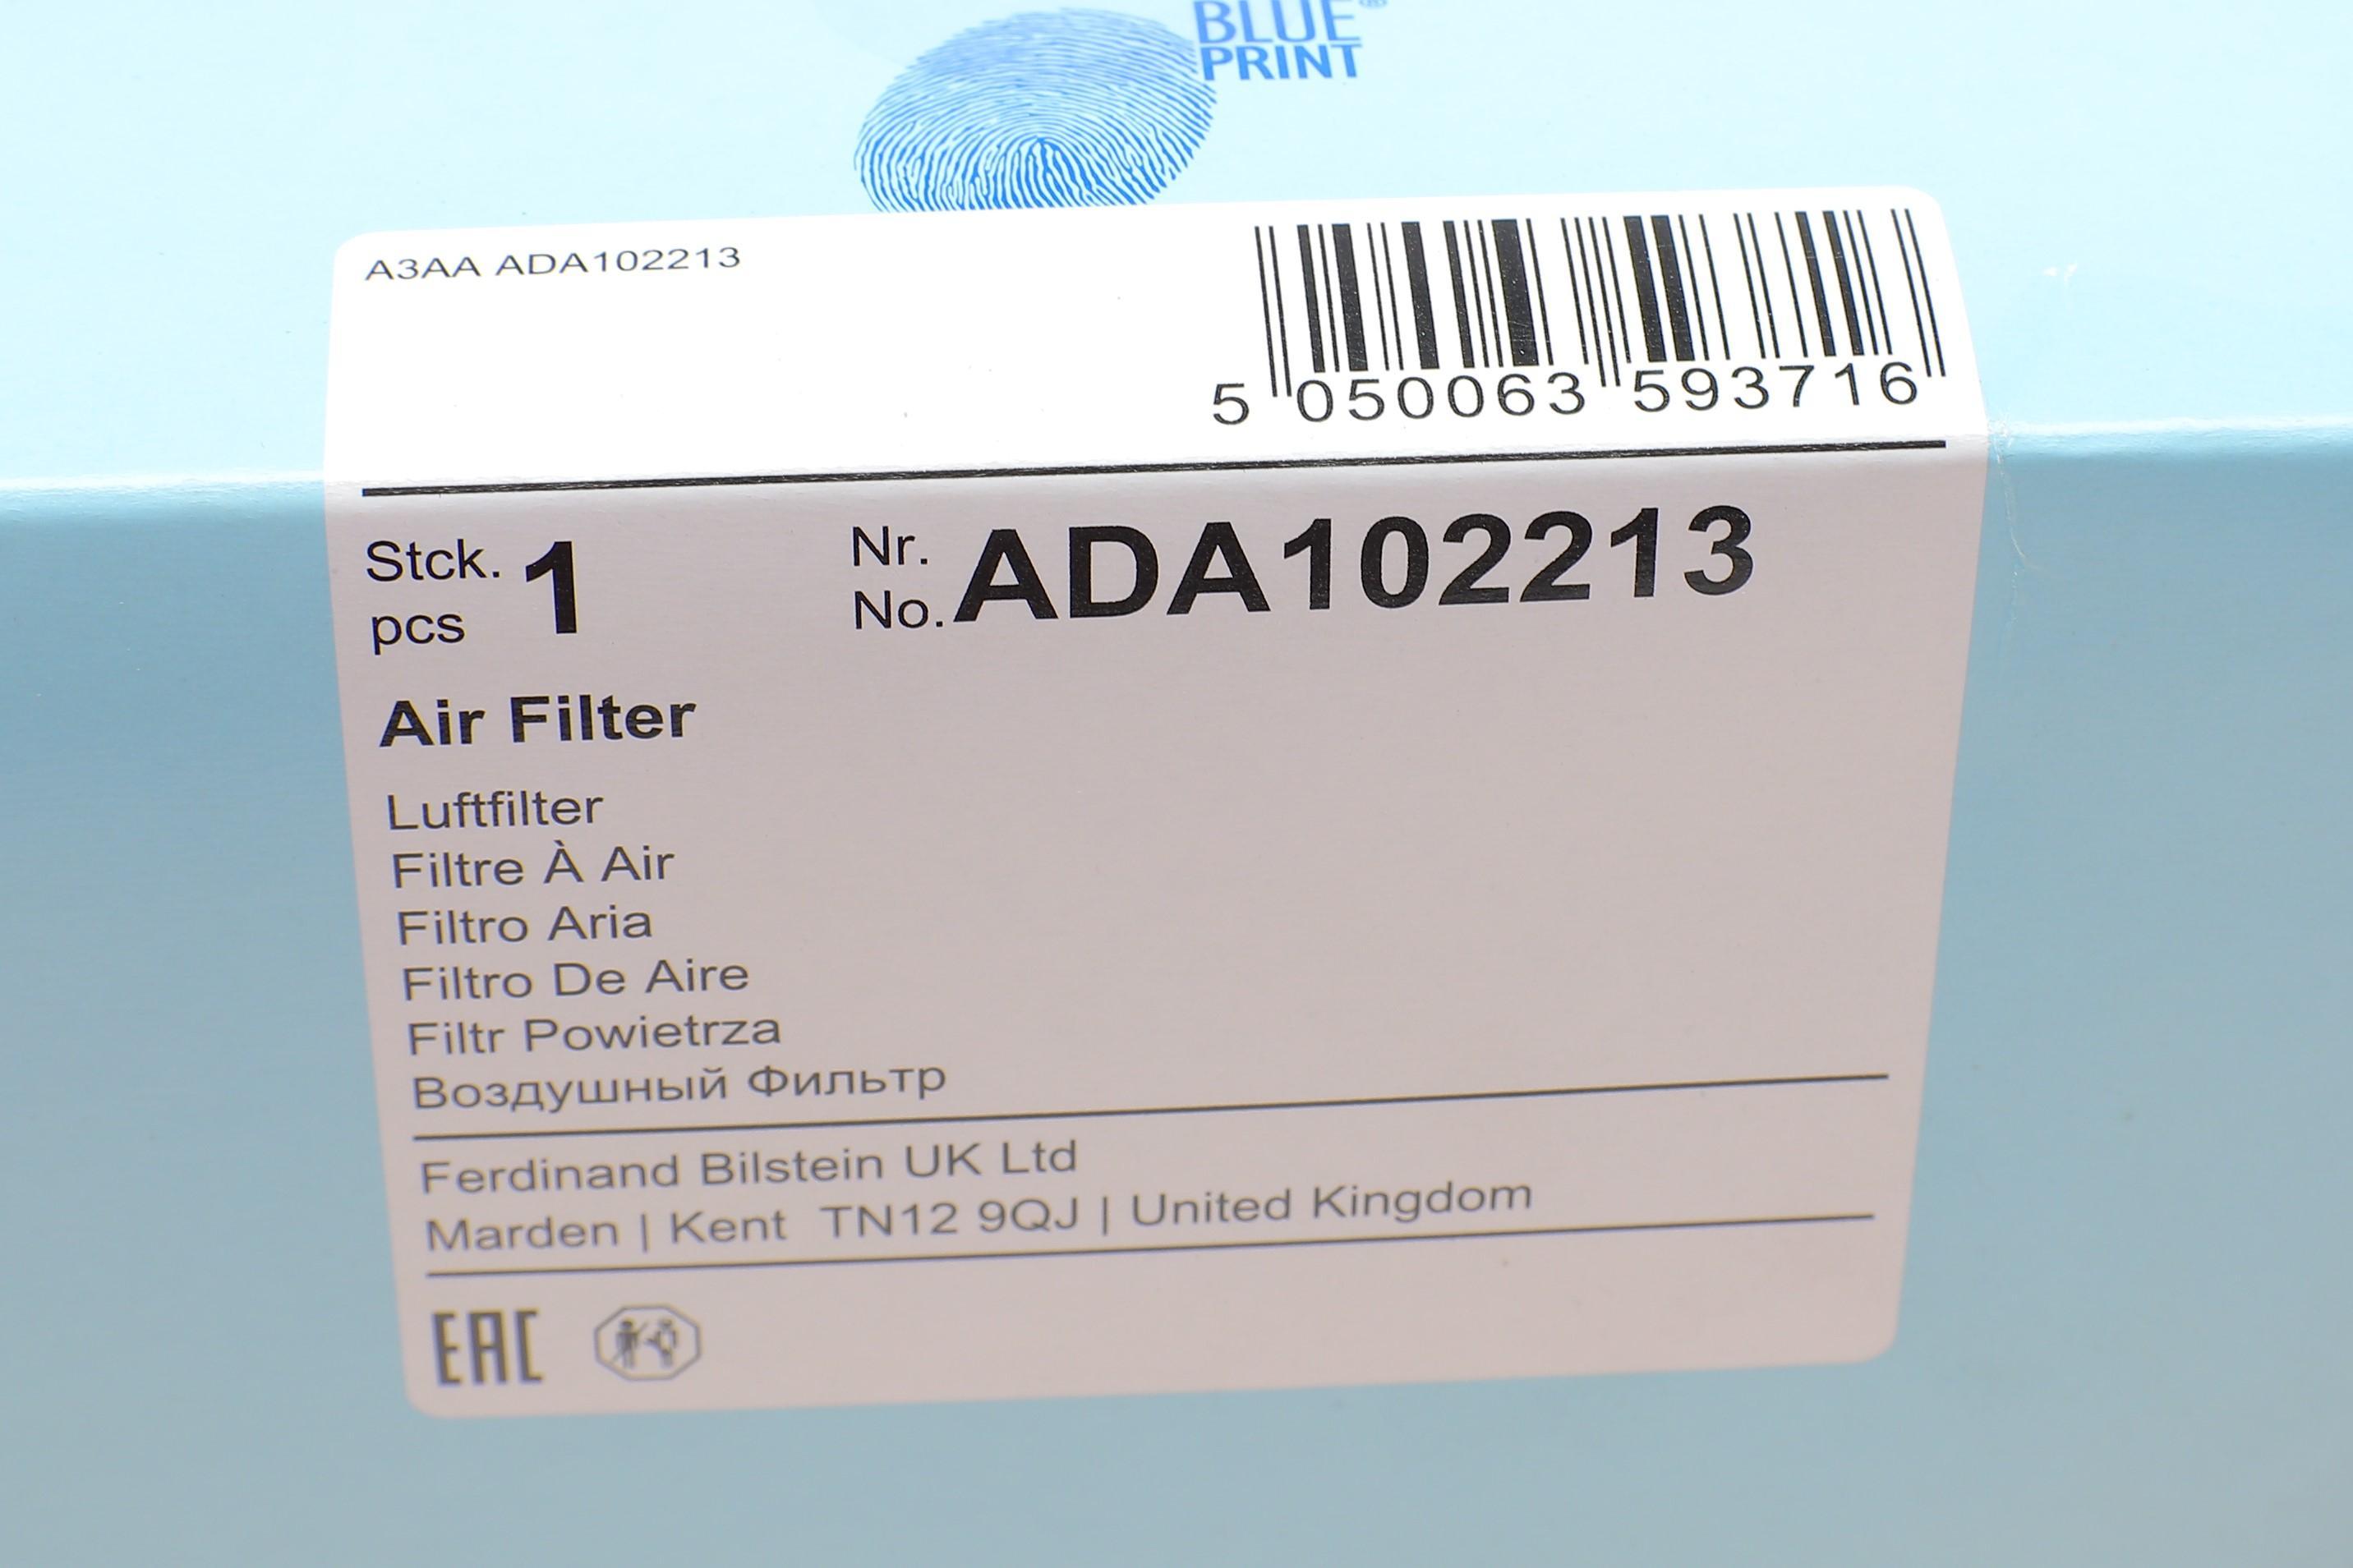 BLUE®
PRINT
A3AA ADA102213
5 050063 593716
Stck.
pcs
1
Nr.
No.
ADA102213
Air Filter
Luftfilter
Filtre À Air
Filtro Aria
Filtro De Aire
Filtr Powietrza
Воздушный Фильтр
Ferdinand Bilstein UK Ltd
Marden | Kent TN12 9QJ | United Kingdom
EAC